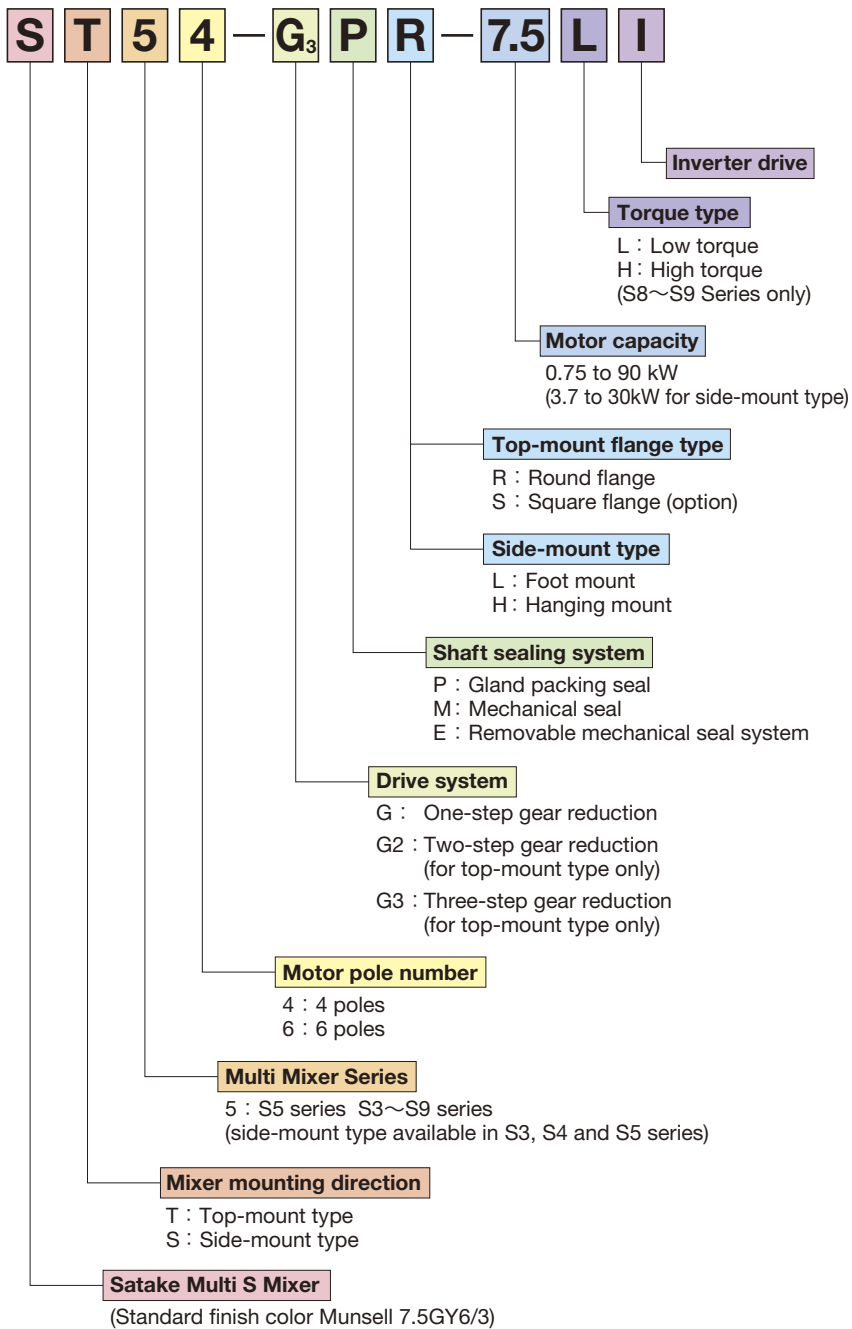 S T 5 4 — G₃ P R — 7.5 L I
Inverter drive
Torque type
L : Low torque
H : High torque
(S8～S9 Series only)
Motor capacity
0.75 to 90 kW
(3.7 to 30kW for side-mount type)
Top-mount flange type
R : Round flange
S : Square flange (option)
Side-mount type
L : Foot mount
H : Hanging mount
Shaft sealing system
P : Gland packing seal
M : Mechanical seal
E : Removable mechanical seal system
Drive system
G : One-step gear reduction
G2 : Two-step gear reduction
(for top-mount type only)
G3 : Three-step gear reduction
(for top-mount type only)
Motor pole number
4 : 4 poles
6 : 6 poles
Multi Mixer Series
5 : S5 series S3～S9 series
(side-mount type available in S3, S4 and S5 series)
Mixer mounting direction
T : Top-mount type
S : Side-mount type
Satake Multi S Mixer
(Standard finish color Munsell 7.5GY6/3)